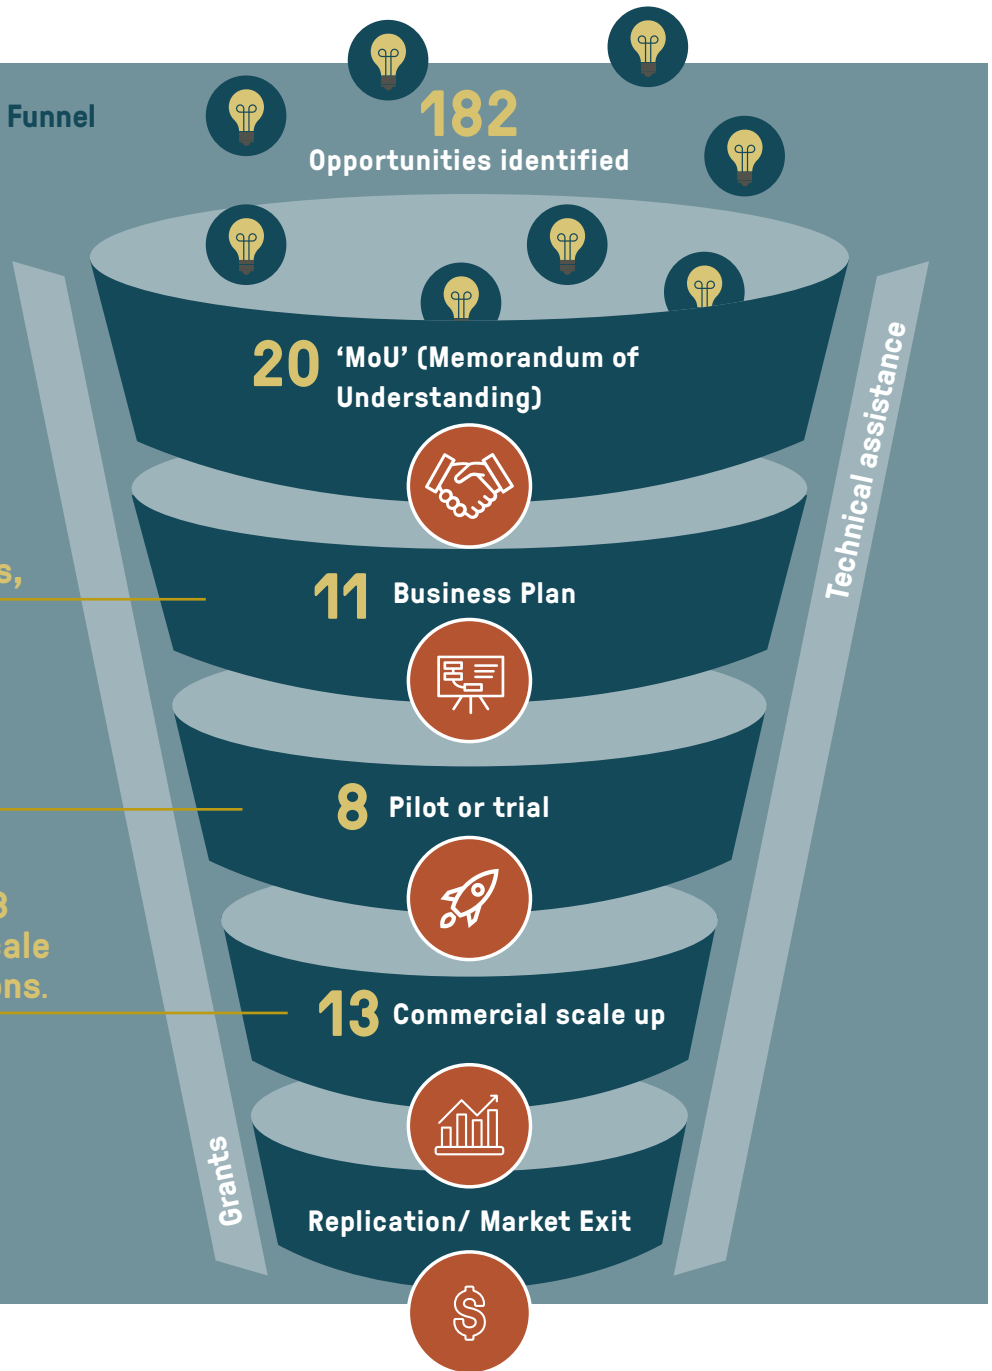 Funnel
182
Opportunities identified
20 ‘MoU’ (Memorandum of
Understanding)
Technical assistance
11 Business Plan
8 Pilot or trial
13 Commercial scale up
Grants
Replication/ Market Exit
$